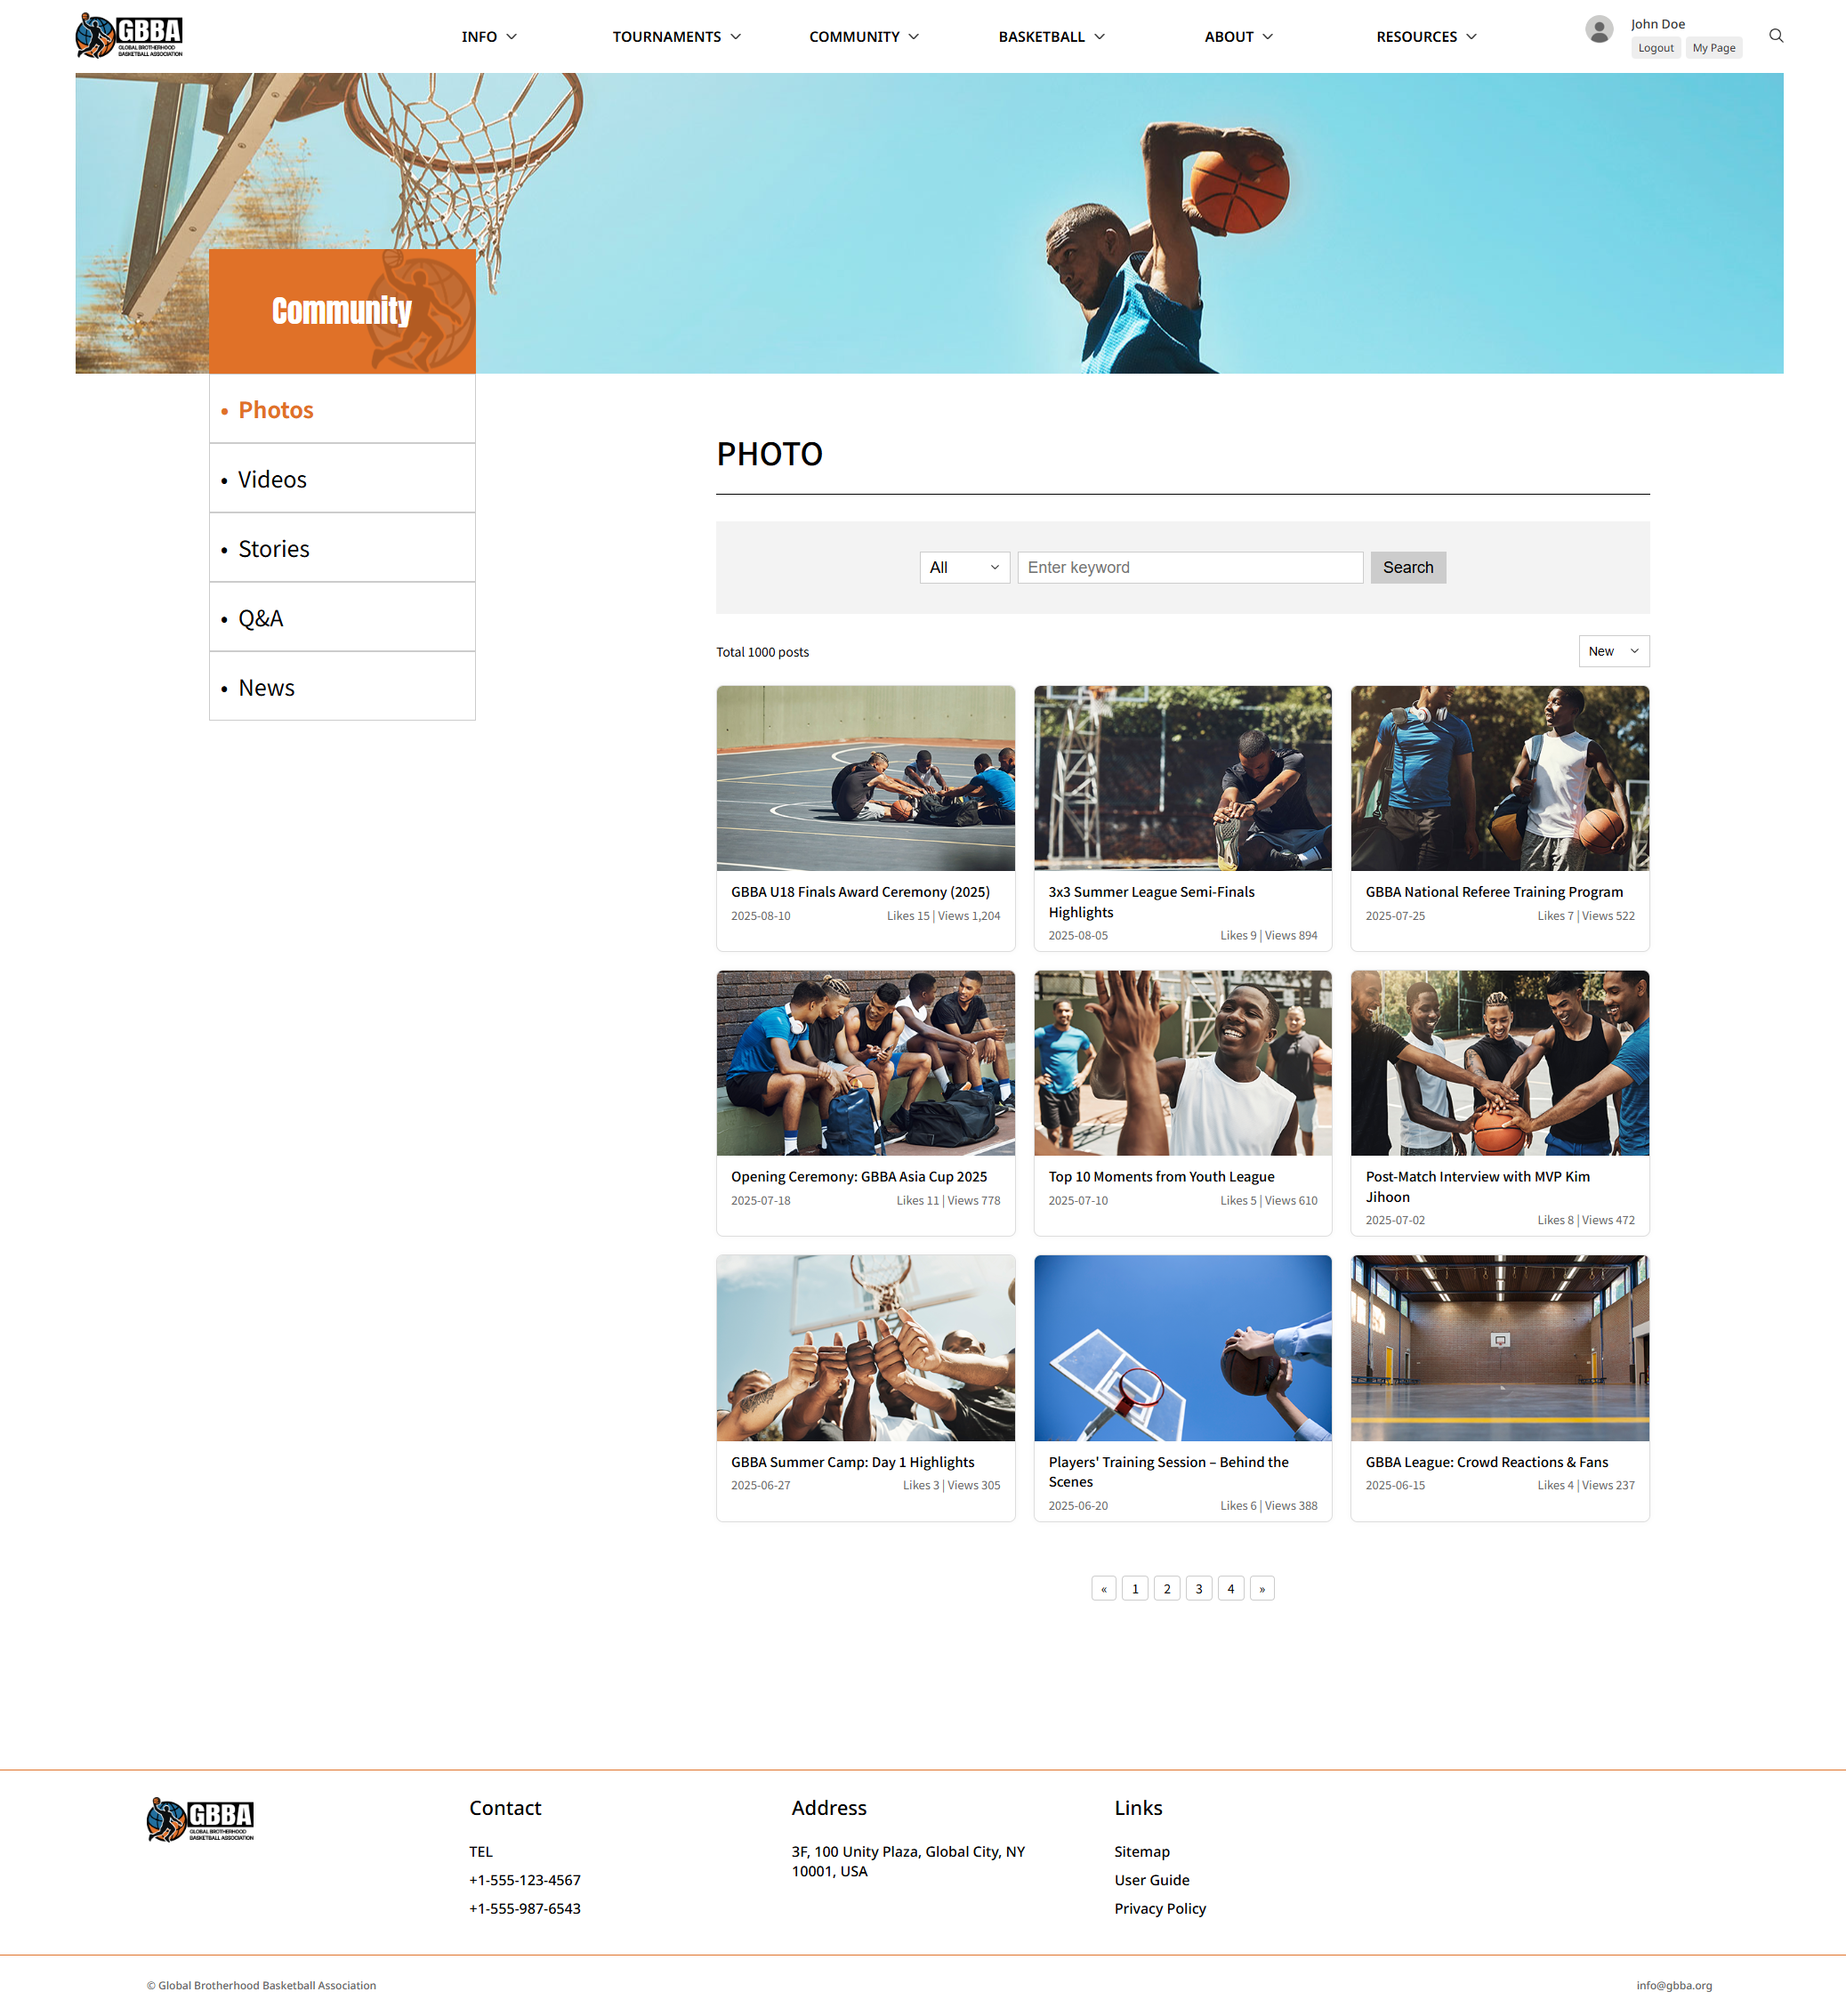 GBBA
GLOBAL BROTHERHOOD
BASKETBALL ASSOCIATION
INFO
TOURNAMENTS
COMMUNITY
BASKETBALL
ABOUT
RESOURCES
John Doe
Logout
My Page
Community
• Photos
• Videos
• Stories
• Q&A
• News
PHOTO
All
Enter keyword
Search
Total 1000 posts
New
GBBA U18 Finals Award Ceremony (2025)
2025-08-10
Likes 15 | Views 1,204
3x3 Summer League Semi-Finals
Highlights
2025-08-05
Likes 9 | Views 894
GBBA National Referee Training Program
2025-07-25
Likes 7 | Views 522
Opening Ceremony: GBBA Asia Cup 2025
2025-07-18
Likes 11 | Views 778
Top 10 Moments from Youth League
2025-07-10
Likes 5 | Views 610
Post-Match Interview with MVP Kim
Jihoon
2025-07-02
Likes 8 | Views 472
GBBA Summer Camp: Day 1 Highlights
2025-06-27
Likes 3 | Views 305
Players' Training Session – Behind the
Scenes
2025-06-20
Likes 6 | Views 388
GBBA League: Crowd Reactions & Fans
2025-06-15
Likes 4 | Views 237
« 1 2 3 4 »
GBBA
GLOBAL BROTHERHOOD
BASKETBALL ASSOCIATION
Contact
TEL
+1-555-123-4567
+1-555-987-6543
Address
3F, 100 Unity Plaza, Global City, NY
10001, USA
Links
Sitemap
User Guide
Privacy Policy
© Global Brotherhood Basketball Association
info@gbba.org